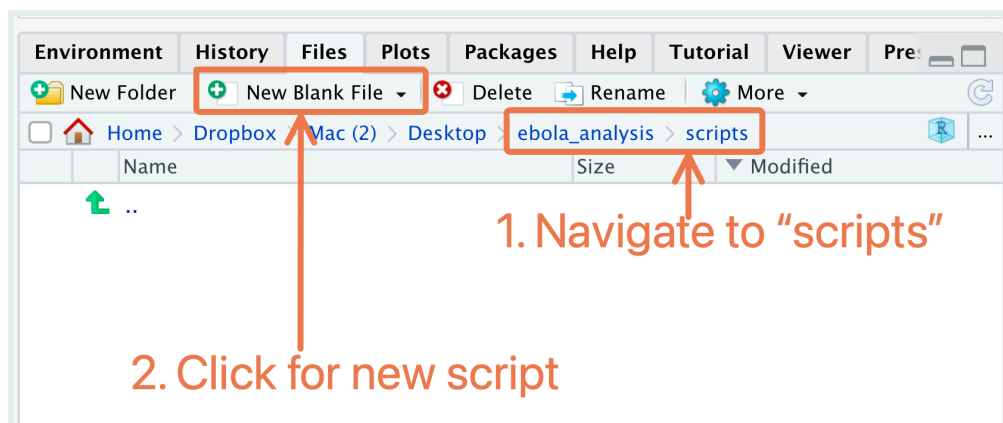 Environment History Files Plots Packages Help Tutorial Viewer Pre
New Folder New Blank File Delete Rename More
Home Dropbox Mac (2) Desktop ebola_analysis scripts R ...
Name Size Modified
..
1. Navigate to “scripts”
2. Click for new script